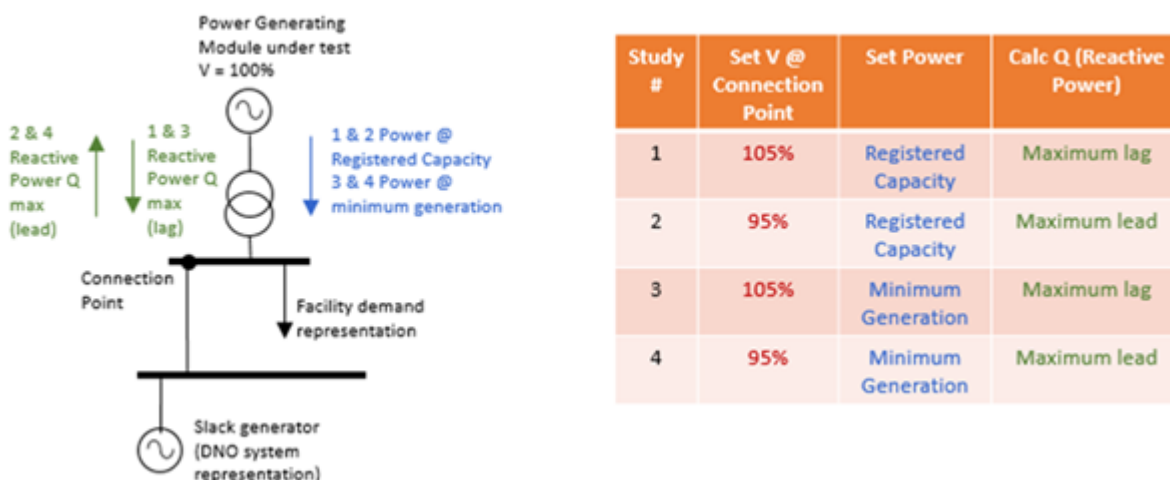 Power Generating
Module under test
V = 100%
2 & 4
Reactive
Power Q
max
(lead)
1 & 3
Reactive
Power Q
max
(lag)
1 & 2 Power @
Registered Capacity
3 & 4 Power @
minimum generation
Connection
Point
Facility demand
representation
Slack generator
(DNO system
representation)
Study
#
Set V @
Connection
Point
Set Power
Calc Q (Reactive
Power)
1
105%
Registered
Capacity
Maximum lag
2
95%
Registered
Capacity
Maximum lead
3
105%
Minimum
Generation
Maximum lag
4
95%
Minimum
Generation
Maximum lead